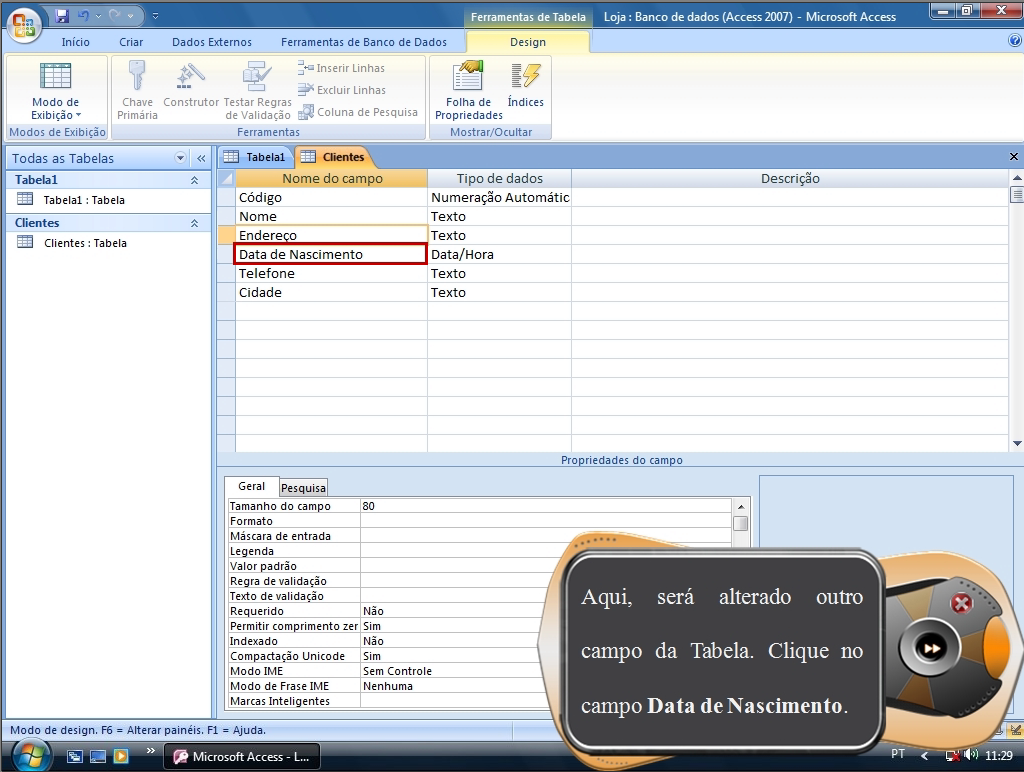 Ferramentas de Tabela
Loja : Banco de dados (Access 2007) - Microsoft Access
Início
Criar
Dados Externos
Ferramentas de Banco de Dados
Design
Modo de
Exibição
Modos de Exibição
Chave
Primária
Construtor
Testar Regras
de Validação
Inserir Linhas
Excluir Linhas
Coluna de Pesquisa
Ferramentas
Folha de
Propriedades
Índices
Mostrar/Ocultar
Todas as Tabelas
Tabela1
Tabela1 : Tabela
Clientes
Clientes : Tabela
Tabela1
Clientes
Nome do campo Tipo de dados Descrição
Código Numeração Automátic
Nome Texto
Endereço Texto
Data de Nascimento Data/Hora
Telefone Texto
Cidade Texto
Propriedades do campo
Geral Pesquisa
Tamanho do campo 80
Formato
Máscara de entrada
Legenda
Valor padrão
Regra de validação
Texto de validação
Requerido Não
Permitir comprimento zer Sim
Indexado Não
Compactação Unicode Sim
Modo IME Sem Controle
Modo de Frase IME Nenhuma
Marcas Inteligentes
Aqui, será alterado outro
campo da Tabela. Clique no
campo Data de Nascimento.
Modo de design. F6 = Alterar painéis. F1 = Ajuda.
Microsoft Access - L...
PT
11:29